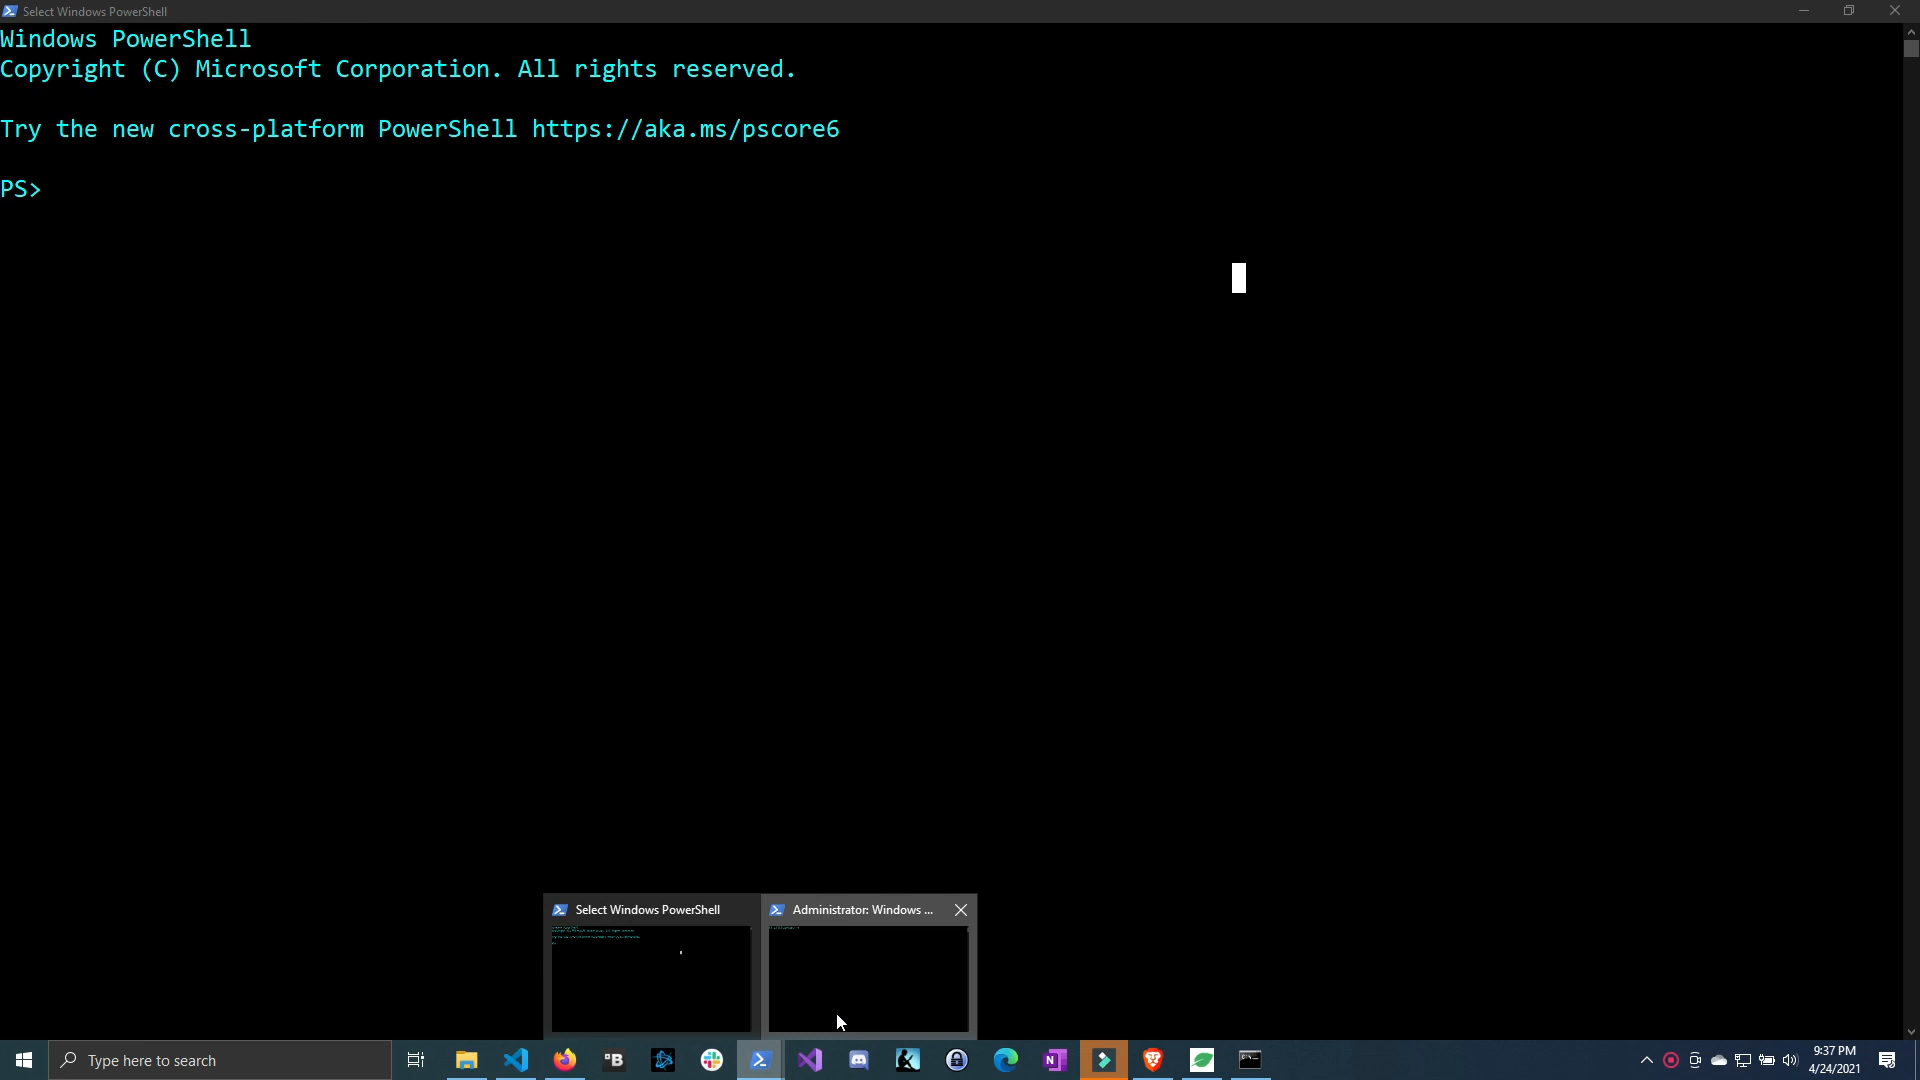 Select Windows PowerShell
Windows PowerShell
Copyright (C) Microsoft Corporation. All rights reserved.
Try the new cross-platform PowerShell https://aka.ms/pscore6
PS>
Select Windows PowerShell
Administrator: Windows ...
Type here to search
9:37 PM
4/24/2021